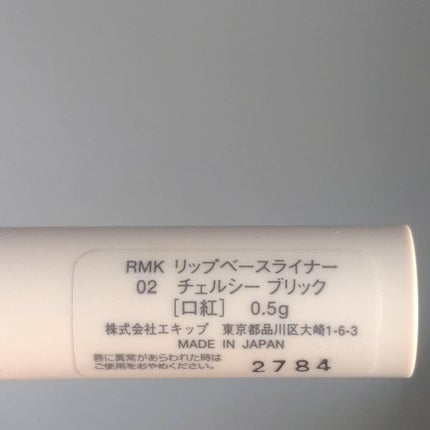 RMK リップベースライナー
02 チェルシー ブリック
[口紅] 0.5g
株式会社エキップ 東京都品川区大崎1-6-3
MADE IN JAPAN
唇に異常があらわれた時は
ご使用をおやめください。 2784